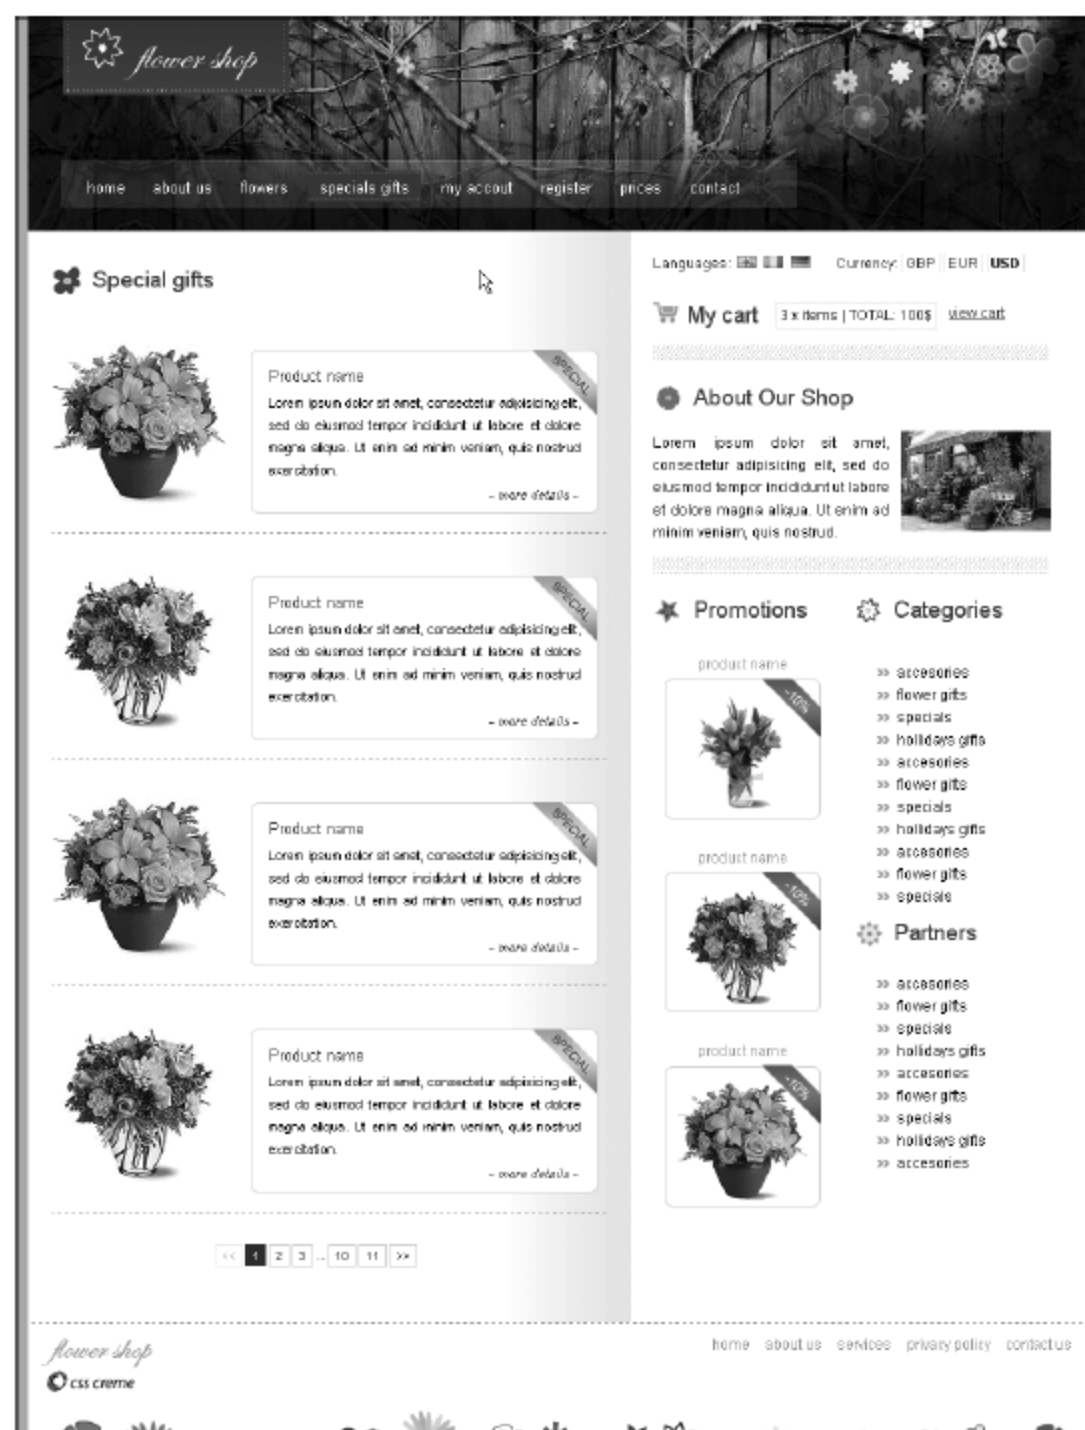 flower shop
home about us flowers specials gifts my accout register prices contact
Special gifts
Product name
SPECIAL
Lorem ipsum dolor sit amet, consectetur adipisicing elit,
sed do eiusmod tempor incididunt ut labore et dolore
magna aliqua. Ut enim ad minim veniam, quis nostrud
exercitation.
- more details -
Product name
SPECIAL
Lorem ipsum dolor sit amet, consectetur adipisicing elit,
sed do eiusmod tempor incididunt ut labore et dolore
magna aliqua. Ut enim ad minim veniam, quis nostrud
exercitation.
- more details -
Product name
SPECIAL
Lorem ipsum dolor sit amet, consectetur adipisicing elit,
sed do eiusmod tempor incididunt ut labore et dolore
magna aliqua. Ut enim ad minim veniam, quis nostrud
exercitation.
- more details -
Product name
SPECIAL
Lorem ipsum dolor sit amet, consectetur adipisicing elit,
sed do eiusmod tempor incididunt ut labore et dolore
magna aliqua. Ut enim ad minim veniam, quis nostrud
exercitation.
- more details -
<< 1 2 3 ... 10 11 >>
Languages: Currency: GBP EUR USD
My cart 3 x items | TOTAL: 100$ view cart
About Our Shop
Lorem ipsum dolor sit amet,
consectetur adipisicing elit, sed do
eiusmod tempor incididunt ut labore
et dolore magna aliqua. Ut enim ad
minim veniam, quis nostrud.
Promotions
product name
-10%
product name
-10%
product name
-10%
Categories
>> accesories
>> flower gifts
>> specials
>> hollidays gifts
>> accesories
>> flower gifts
>> specials
>> hollidays gifts
>> accesories
>> flower gifts
>> specials
Partners
>> accesories
>> flower gifts
>> specials
>> hollidays gifts
>> accesories
>> flower gifts
>> specials
>> hollidays gifts
>> accesories
flower shop
css creme
home about us services privacy policy contact us